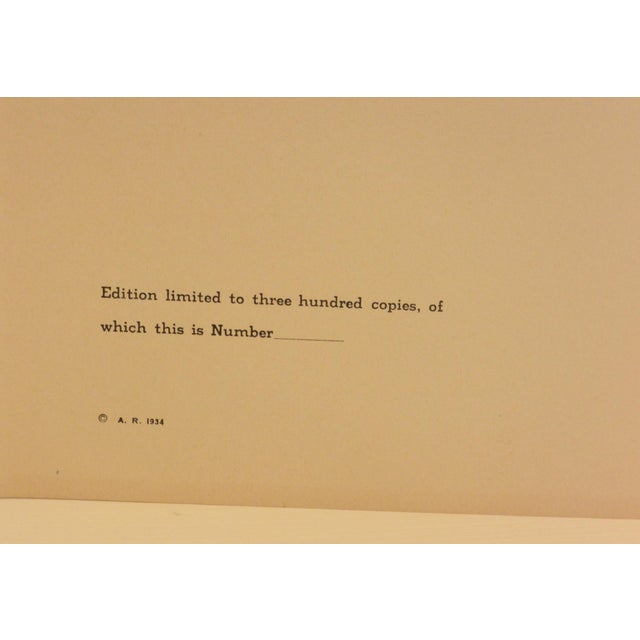 Edition limited to three hundred copies, of
which this is Number________
© A. R. 1934